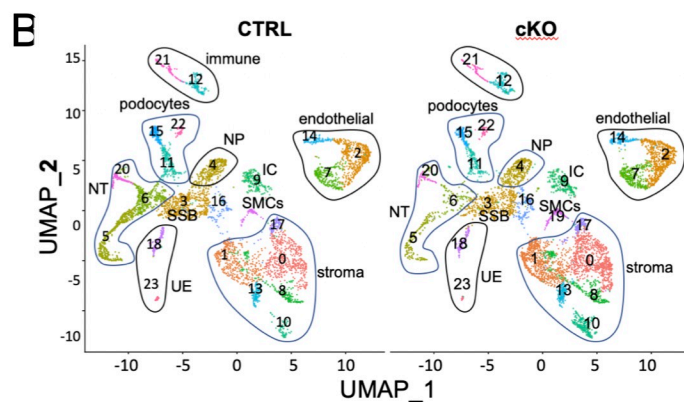 B
CTRL
cKO
15
10
5
0
-5
-10
UMAP_2
21
immune
12
podocytes
15
22
11
NP
4
endothelial
14
2
7
20
NT
6
3
SSB
16
IC
9
SMCs
5
18
17
1
0
stroma
23
UE
13
8
10
-10
-5
0
5
10
21
12
podocytes
15
22
11
NP
4
endothelial
14
2
7
20
NT
6
3
SSB
16
IC
9
SMCs
19
5
18
17
1
0
stroma
23
UE
13
8
10
-10
-5
0
5
10
UMAP_1